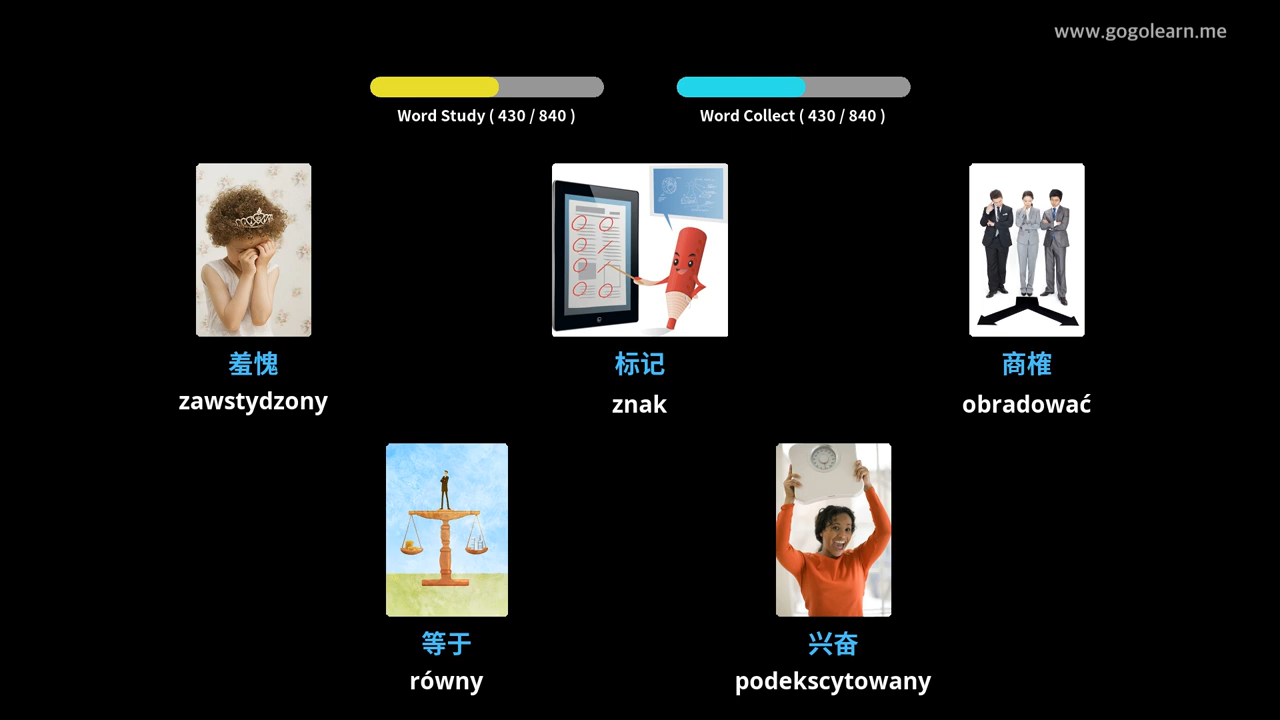 www.gogolearn.me
Word Study ( 430 / 840 )
Word Collect ( 430 / 840 )
羞愧
zawstydzony
标记
znak
商榷
obradować
等于
równy
兴奋
podekscytowany